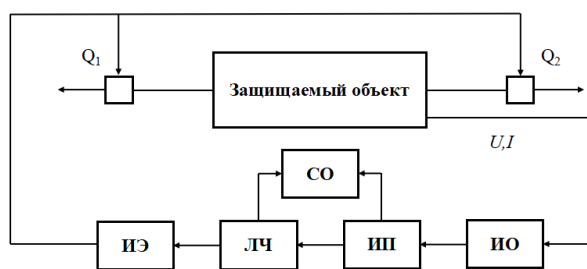 Q1
Q2
Защищаемый объект
U,I
СО
ИЭ
ЛЧ
ИП
ИО